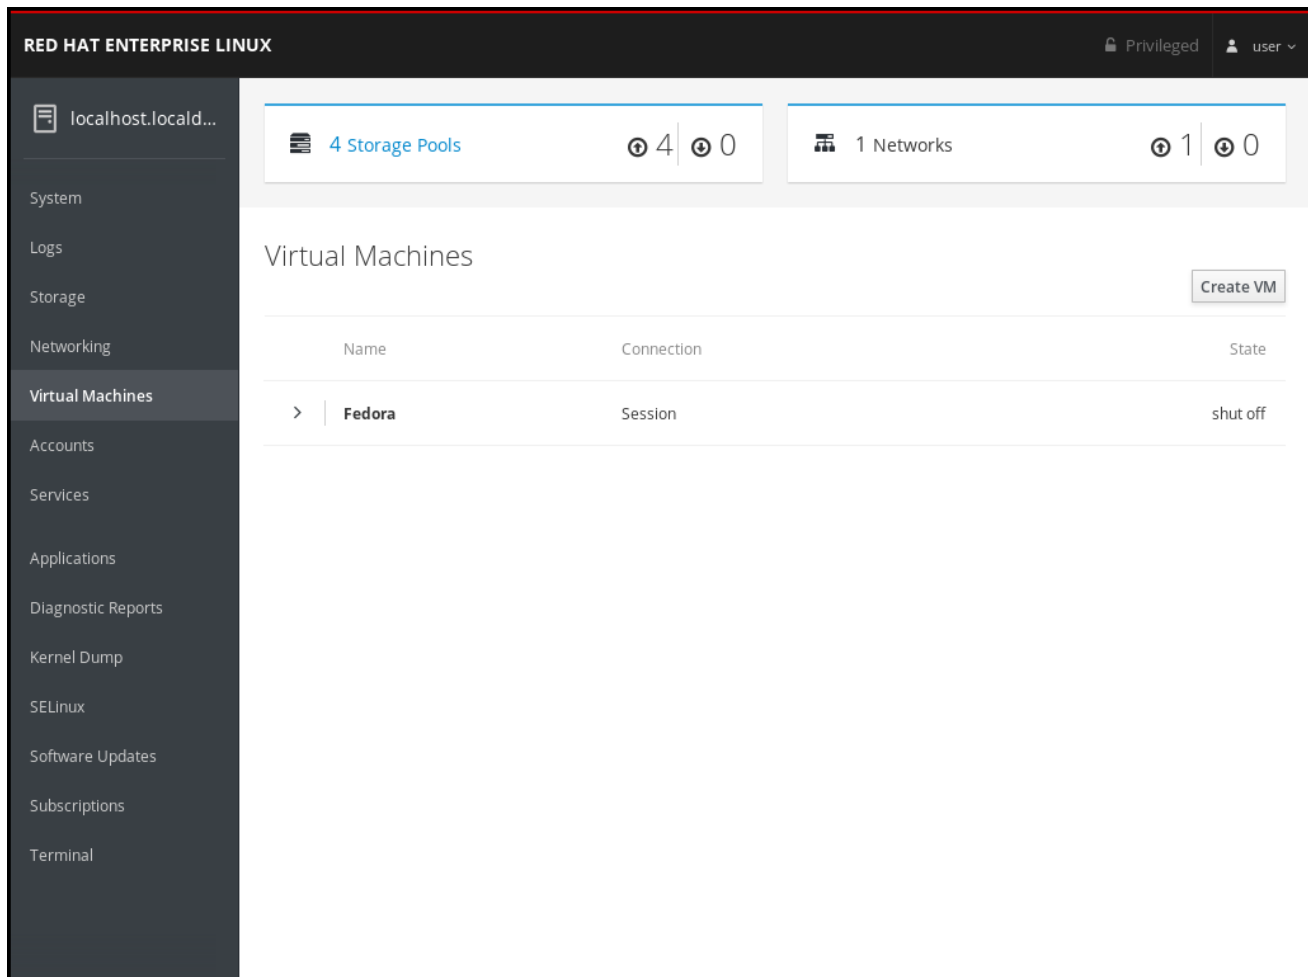 RED HAT ENTERPRISE LINUX
Privileged
user
localhost.locald...
System
Logs
Storage
Networking
Virtual Machines
Accounts
Services
Applications
Diagnostic Reports
Kernel Dump
SELinux
Software Updates
Subscriptions
Terminal
4 Storage Pools 4 0
1 Networks 1 0
Virtual Machines
Create VM
Name Connection State
Fedora Session shut off